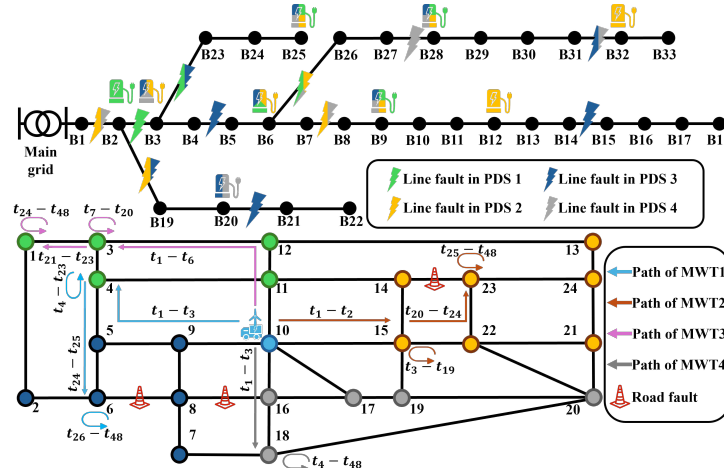 B23 B24 B25 B26 B27 B28 B29 B30 B31 B32 B33
Main
grid
B1 B2 B3 B4 B5 B6 B7 B8 B9 B10 B11 B12 B13 B14 B15 B16 B17 B1
B19 B20 B21 B22
Line fault in PDS 1
Line fault in PDS 3
Line fault in PDS 2
Line fault in PDS 4
t24 − t48
t7 − t20
1 3 12 13
t21 − t23
t1 − t6
t25 − t48
t4 − t23
4 11 14 23 24
t1 − t3
t1 − t2
t20 − t24
5 9 10 15 22 21
t24 − t25
t1 − t3
t3 − t19
2 6 8 16 17 19 20
t26 − t48
7 18
t4 − t48
Path of MWT1
Path of MWT2
Path of MWT3
Path of MWT4
Road fault